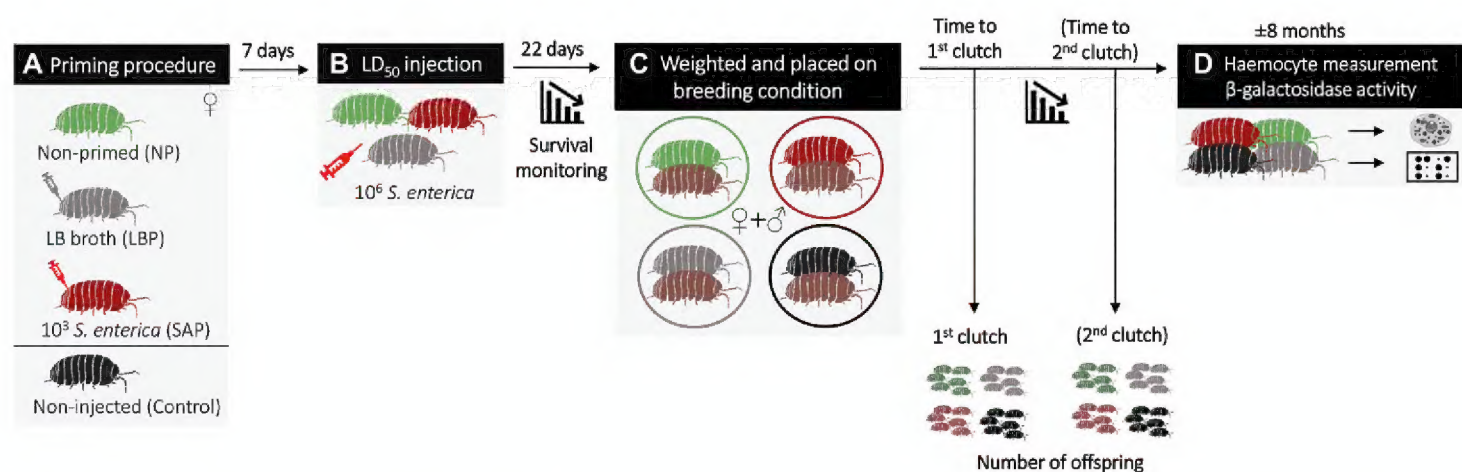 A Priming procedure
♀
Non-primed (NP)
LB broth (LBP)
10³ S. enterica (SAP)
Non-injected (Control)
7 days
B LD₅₀ injection
10⁶ S. enterica
22 days
Survival
monitoring
C Weighted and placed on
breeding condition
♀+♂
Time to
1ˢᵗ clutch
(Time to
2ⁿᵈ clutch)
1ˢᵗ clutch
(2ⁿᵈ clutch)
Number of offspring
±8 months
D Haemocyte measurement
β-galactosidase activity